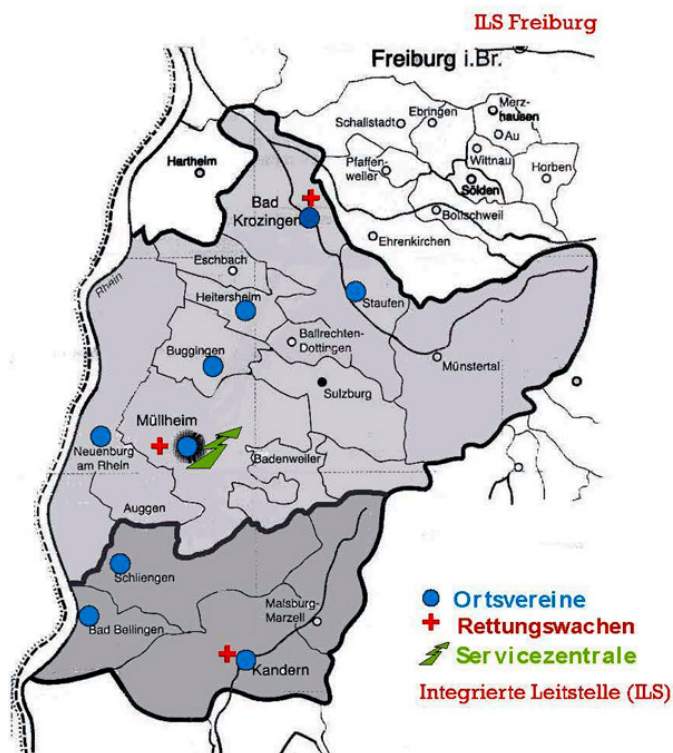 ILS Freiburg
Freiburg i.Br.
Merz-
hausen
Ebringen
Schallstadt
Au
Hartheim
Pfaffen-
weiler
Wittnau
Horben
Sölden
Bad
Krozingen
Bollschweil
Ehrenkirchen
Eschbach
Rhein
Heitersheim
Staufen
Ballrechten-
Dottingen
Buggingen
Münstertal
Sulzburg
Müllheim
Neuenburg
am Rhein
Badenweiler
Auggen
Schliengen
Malsburg-
Marzell
Bad Bellingen
Kandern
Ortsvereine
Rettungswachen
Servicezentrale
Integrierte Leitstelle (ILS)